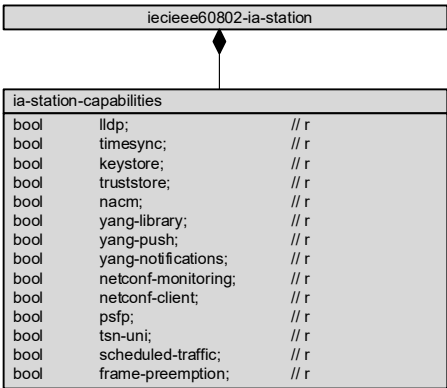 iecieee60802-ia-station
ia-station-capabilities
bool lldp; // r
bool timesync; // r
bool keystore; // r
bool truststore; // r
bool nacm; // r
bool yang-library; // r
bool yang-push; // r
bool yang-notifications; // r
bool netconf-monitoring; // r
bool netconf-client; // r
bool psfp; // r
bool tsn-uni; // r
bool scheduled-traffic; // r
bool frame-preemption; // r